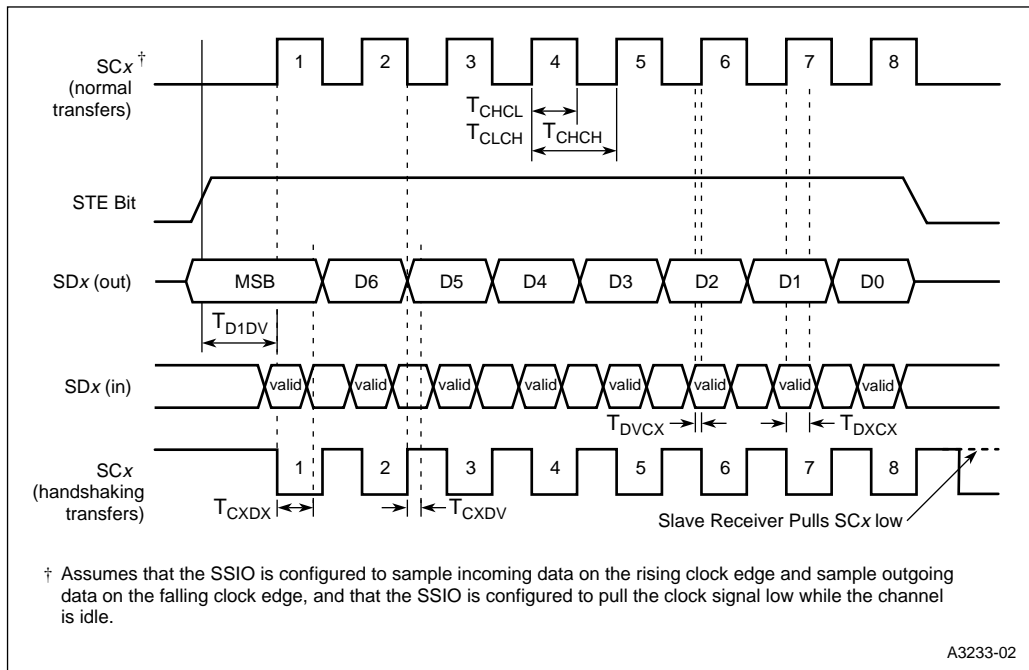 SCx †
(normal
transfers)
1 2 3 4 5 6 7 8
TCHCL
TCLCH TCHCH
STE Bit
SDx (out)
MSB D6 D5 D4 D3 D2 D1 D0
TD1DV
SDx (in)
valid valid valid valid valid valid valid valid
TDVCX TDXCX
SCx
(handshaking
transfers)
1 2 3 4 5 6 7 8
TCXDX TCXDV
Slave Receiver Pulls SCx low
† Assumes that the SSIO is configured to sample incoming data on the rising clock edge and sample outgoing
data on the falling clock edge, and that the SSIO is configured to pull the clock signal low while the channel
is idle.
A3233-02